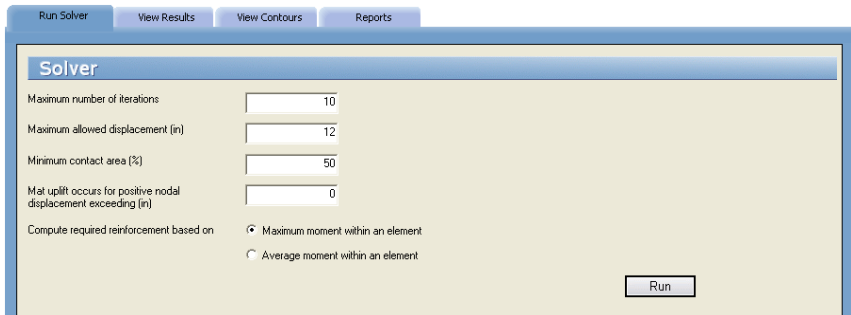 Run Solver View Results View Contours Reports
Solver
Maximum number of iterations 10
Maximum allowed displacement (in) 12
Minimum contact area (%) 50
Mat uplift occurs for positive nodal
displacement exceeding (in) 0
Compute required reinforcement based on Maximum moment within an element
Average moment within an element
Run